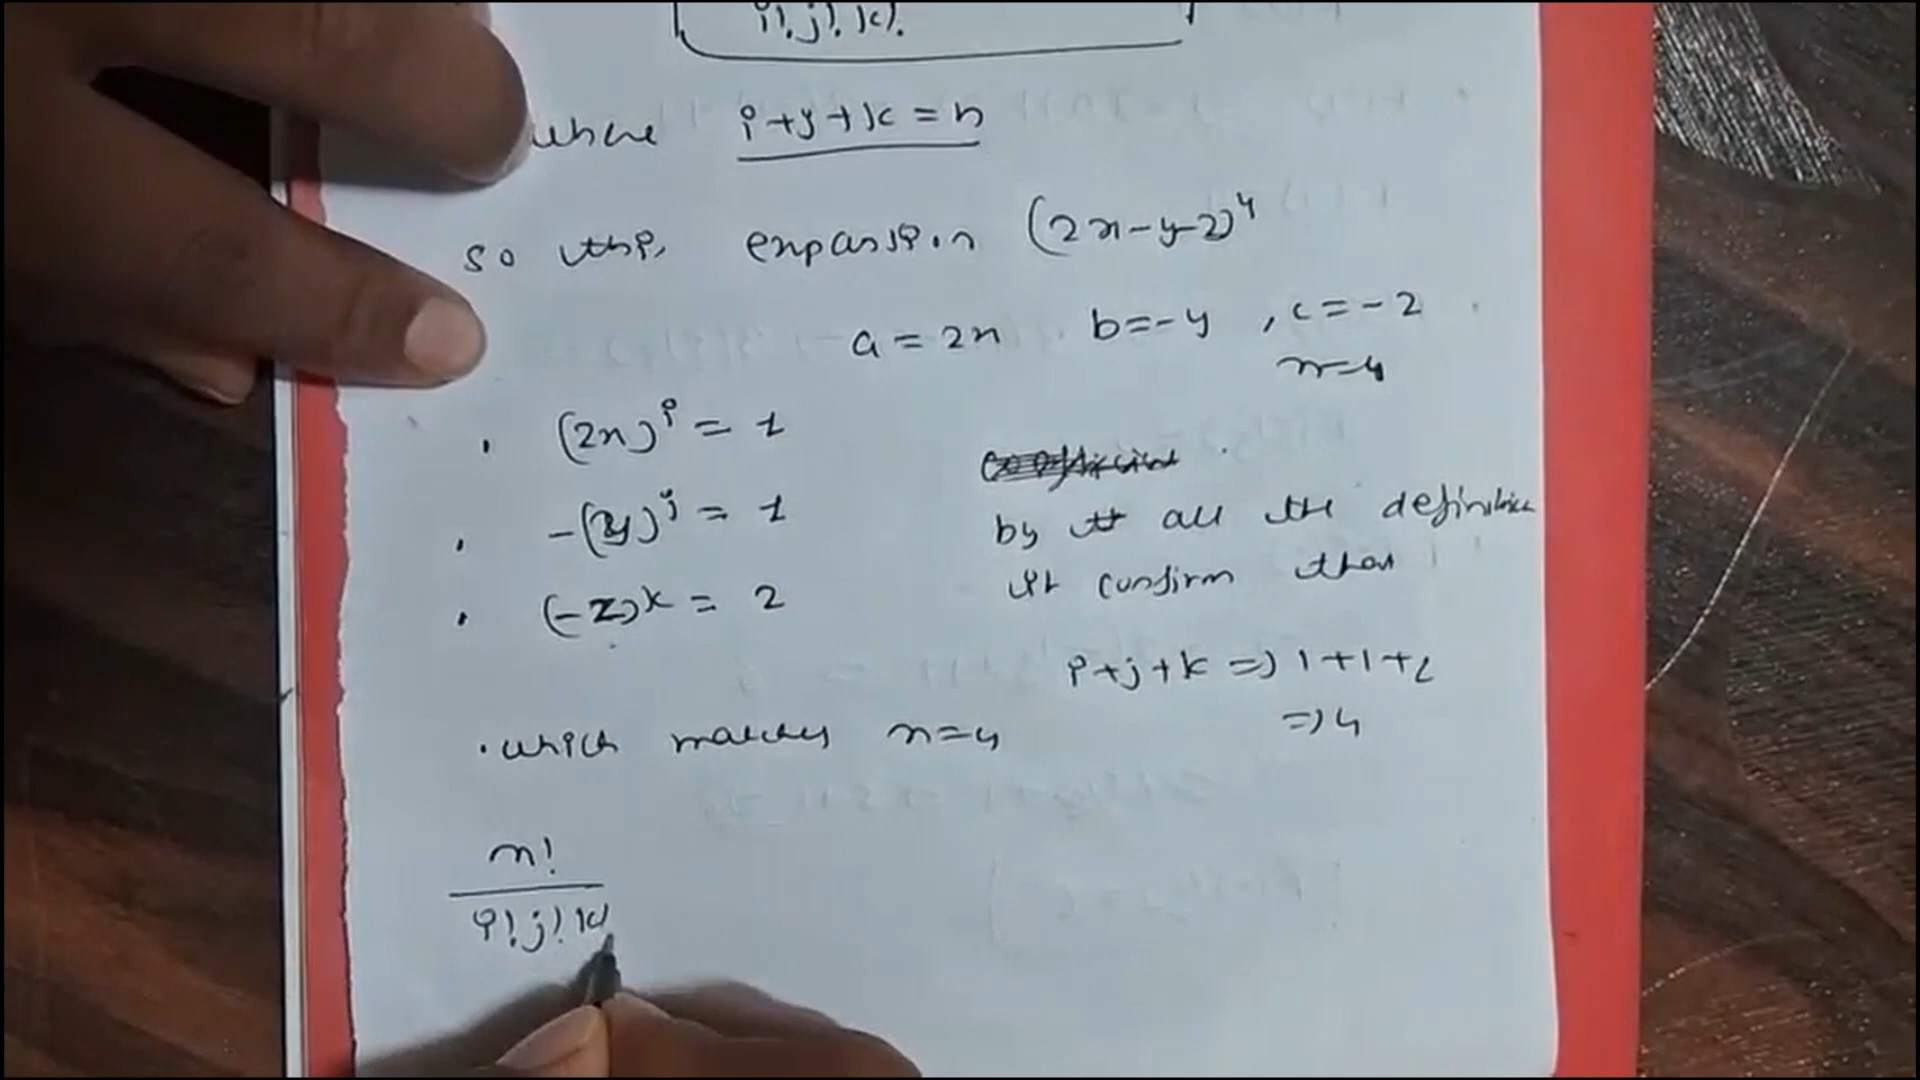 i! j! k!
where i+j+k = n
so the expansion (2x-y-z)⁴
a = 2x b=-y , c=-z
n=4
. (2x)ⁱ = 1
. -(y)ʲ = 1
. (-z)ᵏ = 2
by all the definition
it confirm that
i+j+k => 1+1+2
=> 4
. which matches n=4
n!
i! j! k!